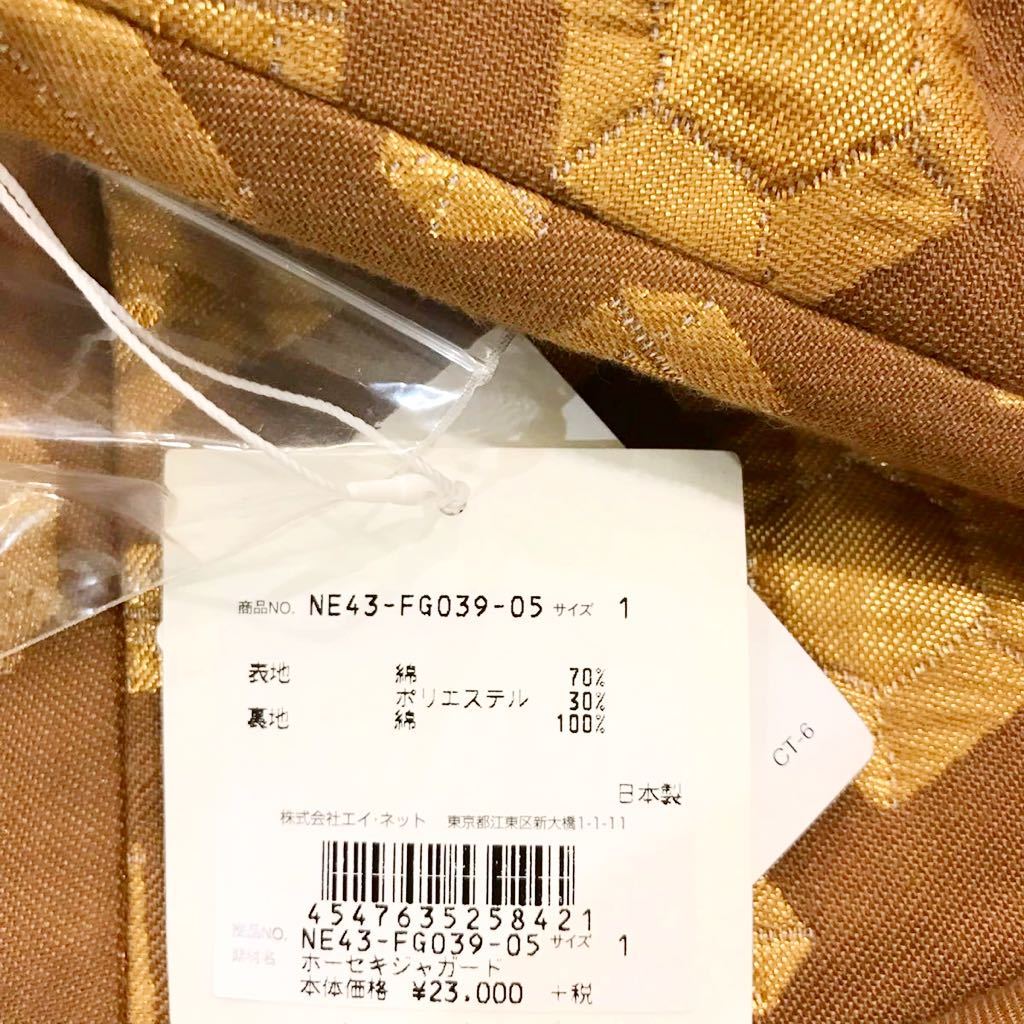 商品NO. NE43-FG039-05 サイズ 1
表地 綿 70%
ポリエステル 30%
裏地 綿 100%
日本製
株式会社エイ・ネット 東京都江東区新大橋1-1-11
4547635258421
商品NO. NE43-FG039-05 サイズ 1
ホーセキジャガード
本体価格 ¥23.000 +税
CT-6